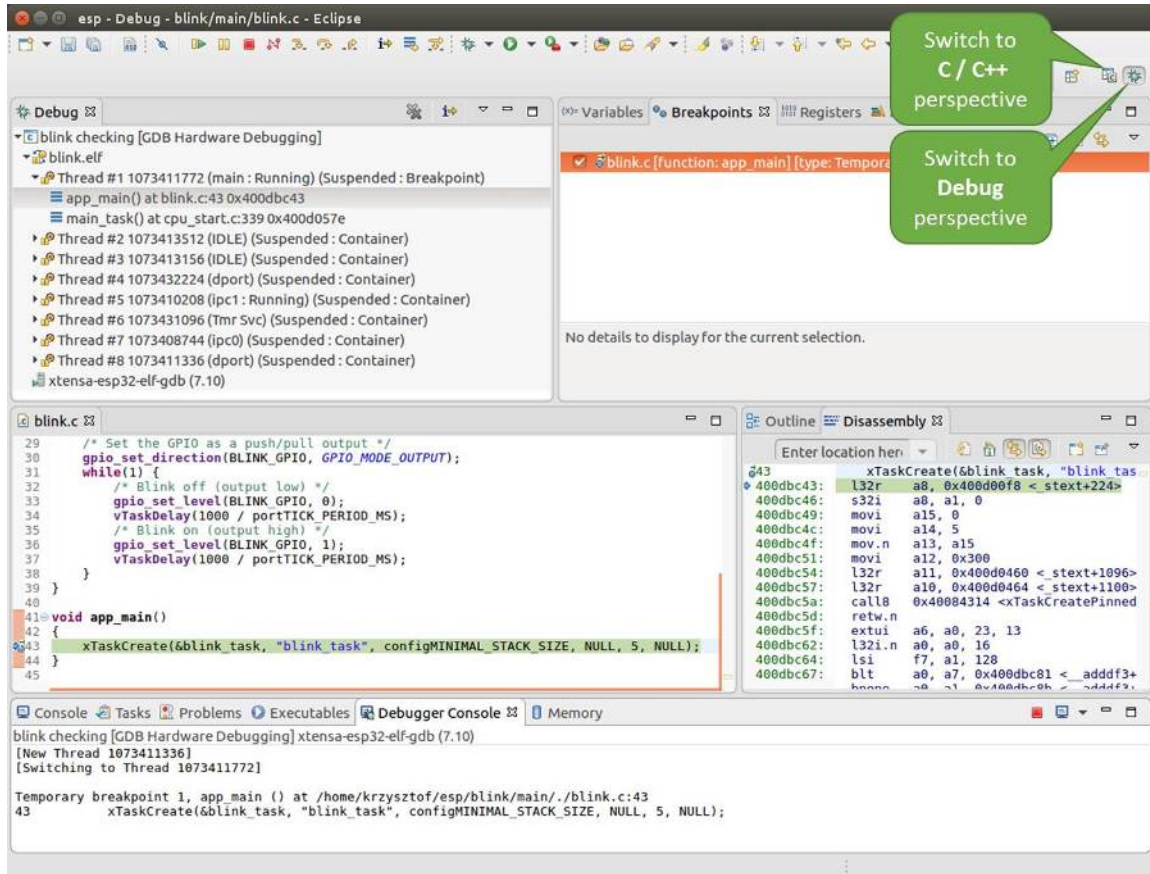 esp - Debug - blink/main/blink.c - Eclipse
Switch to
C / C++
perspective
Switch to
Debug
perspective
Debug
blink checking [GDB Hardware Debugging]
blink.elf
Thread #1 1073411772 (main : Running) (Suspended : Breakpoint)
app_main() at blink.c:43 0x400dbc43
main_task() at cpu_start.c:339 0x400d057e
Thread #2 1073413512 (IDLE) (Suspended : Container)
Thread #3 1073413156 (IDLE) (Suspended : Container)
Thread #4 1073432224 (dport) (Suspended : Container)
Thread #5 1073410208 (ipc1 : Running) (Suspended : Container)
Thread #6 1073431096 (Tmr Svc) (Suspended : Container)
Thread #7 1073408744 (ipc0) (Suspended : Container)
Thread #8 1073411336 (dport) (Suspended : Container)
xtensa-esp32-elf-gdb (7.10)
(x)= Variables Breakpoints Registers
blink.c [function: app_main] [type: Tempora
No details to display for the current selection.
blink.c
29 /* Set the GPIO as a push/pull output */
30 gpio_set_direction(BLINK_GPIO, GPIO_MODE_OUTPUT);
31 while(1) {
32 /* Blink off (output low) */
33 gpio_set_level(BLINK_GPIO, 0);
34 vTaskDelay(1000 / portTICK_PERIOD_MS);
35 /* Blink on (output high) */
36 gpio_set_level(BLINK_GPIO, 1);
37 vTaskDelay(1000 / portTICK_PERIOD_MS);
38 }
39 }
40
41 void app_main()
42 {
43 xTaskCreate(&blink_task, "blink_task", configMINIMAL_STACK_SIZE, NULL, 5, NULL);
44 }
45
Outline Disassembly
Enter location her
43 xTaskCreate(&blink_task, "blink_tas
400dbc43: l32r a8, 0x400d00f8 <_stext+224>
400dbc46: s32i a8, a1, 0
400dbc49: movi a15, 0
400dbc4c: movi a14, 5
400dbc4f: mov.n a13, a15
400dbc51: movi a12, 0x300
400dbc54: l32r a11, 0x400d0460 <_stext+1096>
400dbc57: l32r a10, 0x400d0464 <_stext+1100>
400dbc5a: call8 0x40084314 <xTaskCreatePinned
400dbc5d: retw.n
400dbc5f: extui a6, a0, 23, 13
400dbc62: l32i.n a0, a0, 16
400dbc64: lsi f7, a1, 128
400dbc67: blt a0, a7, 0x400dbc81 <__adddf3+
Console Tasks Problems Executables Debugger Console Memory
blink checking [GDB Hardware Debugging] xtensa-esp32-elf-gdb (7.10)
[New Thread 1073411336]
[Switching to Thread 1073411772]
Temporary breakpoint 1, app_main () at /home/krzysztof/esp/blink/main/./blink.c:43
43 xTaskCreate(&blink_task, "blink_task", configMINIMAL_STACK_SIZE, NULL, 5, NULL);